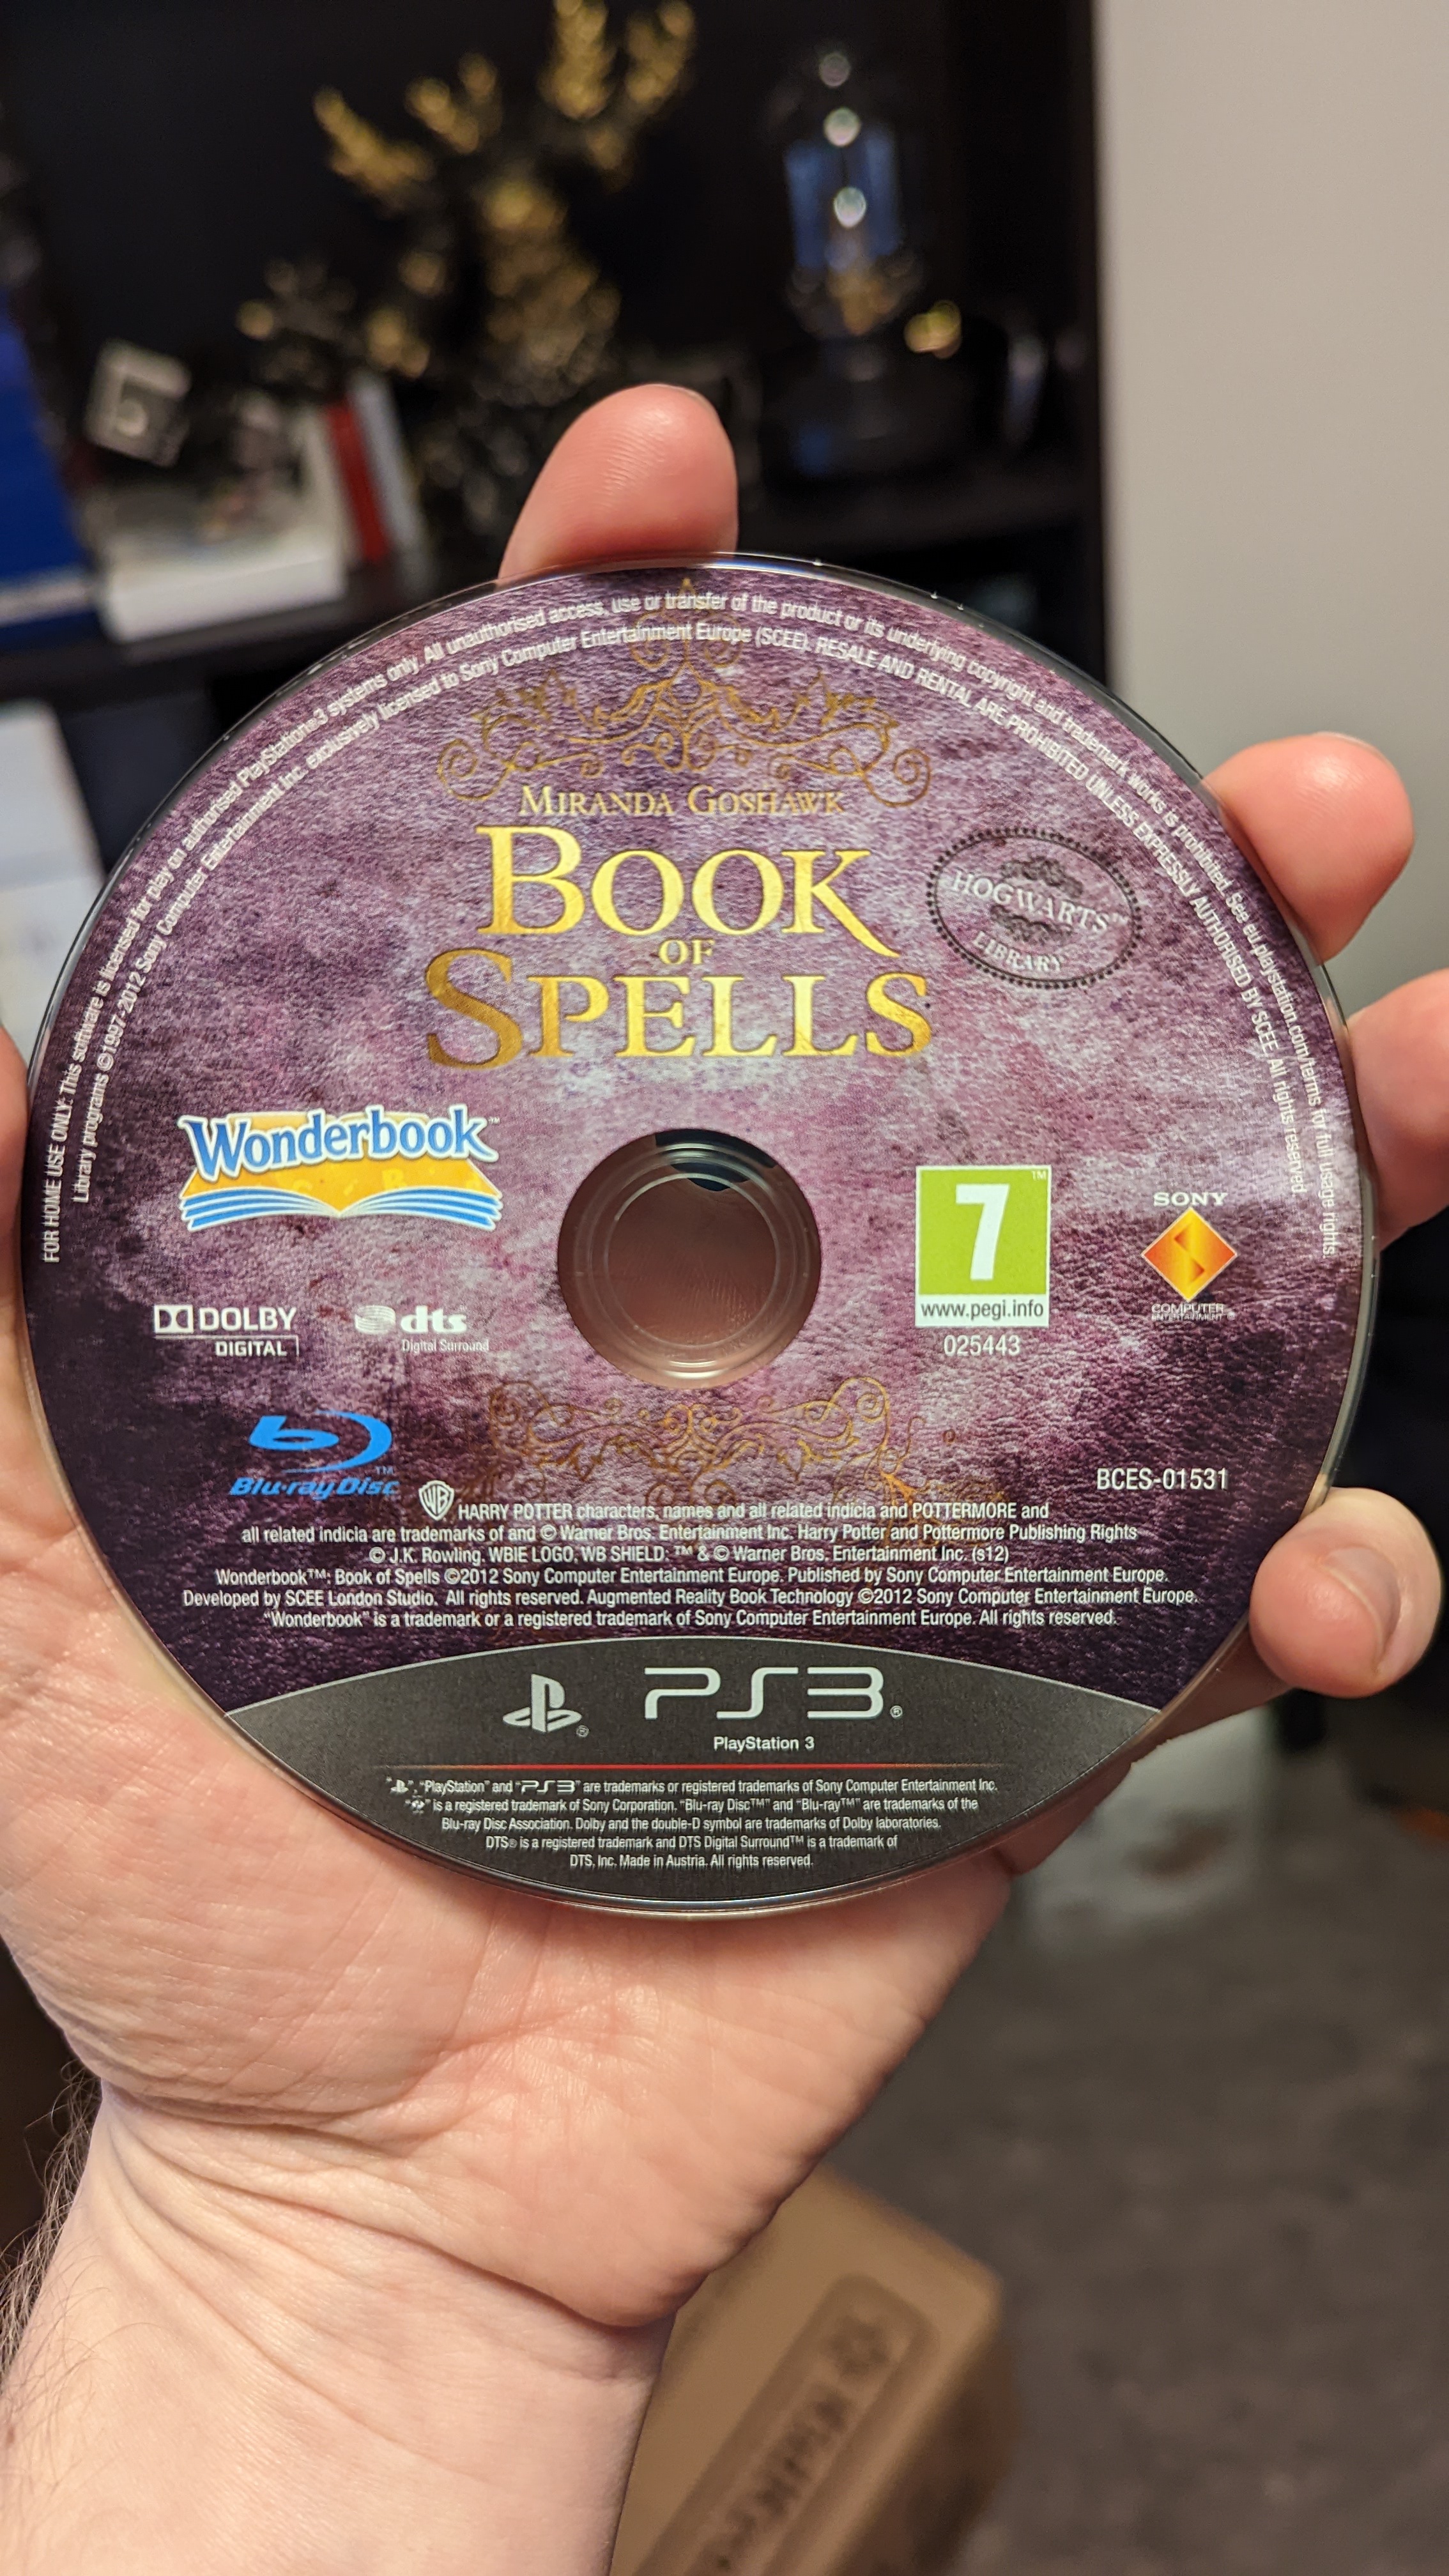 FOR HOME USE ONLY: This software is licensed for play on authorised PlayStation®3 systems only. All unauthorised access, use or transfer of the product or its underlying copyright and trademark works is prohibited. See eu.playstation.com/terms for full usage rights.
Library programs ©1997-2012 Sony Computer Entertainment Inc. exclusively licensed to Sony Computer Entertainment Europe (SCEE). RESALE AND RENTAL ARE PROHIBITED UNLESS EXPRESSLY AUTHORISED BY SCEE. All rights reserved
MIRANDA GOSHAWK
BOOK
OF
SPELLS
HOGWARTS™
LIBRARY
Wonderbook™
7™
www.pegi.info
025443
SONY
COMPUTER
ENTERTAINMENT®
DOLBY
DIGITAL
dts
Digital Surround
Blu-ray Disc™
BCES-01531
WB HARRY POTTER characters, names and all related indicia and POTTERMORE and
all related indicia are trademarks of and © Warner Bros. Entertainment Inc. Harry Potter and Pottermore Publishing Rights
© J.K. Rowling. WBIE LOGO, WB SHIELD: ™ & © Warner Bros. Entertainment Inc. (s12)
Wonderbook™: Book of Spells ©2012 Sony Computer Entertainment Europe. Published by Sony Computer Entertainment Europe.
Developed by SCEE London Studio. All rights reserved. Augmented Reality Book Technology ©2012 Sony Computer Entertainment Europe.
"Wonderbook" is a trademark or a registered trademark of Sony Computer Entertainment Europe. All rights reserved.
PS3®
PlayStation 3
"", "PlayStation" and "PS3" are trademarks or registered trademarks of Sony Computer Entertainment Inc.
"" is a registered trademark of Sony Corporation. "Blu-ray Disc™" and "Blu-ray™" are trademarks of the
Blu-ray Disc Association. Dolby and the double-D symbol are trademarks of Dolby laboratories.
DTS® is a registered trademark and DTS Digital Surround™ is a trademark of
DTS, Inc. Made in Austria. All rights reserved.